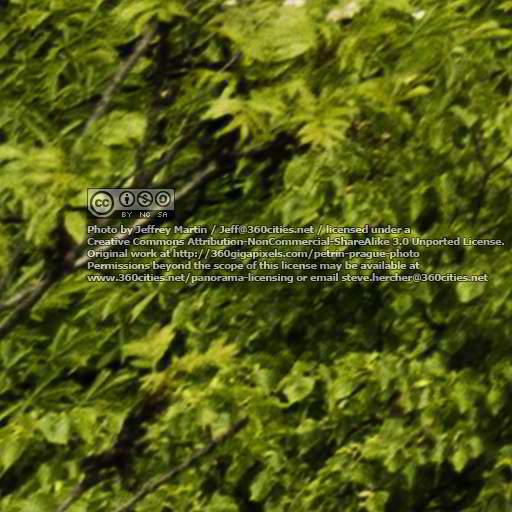 cc BY NC SA
Photo by Jeffrey Martin / Jeff@360cities.net / licensed under a
Creative Commons Attribution-NonCommercial-ShareAlike 3.0 Unported License.
Original work at http://360gigapixels.com/petrin-prague-photo
Permissions beyond the scope of this license may be available at
www.360cities.net/panorama-licensing or email steve.hercher@360cities.net